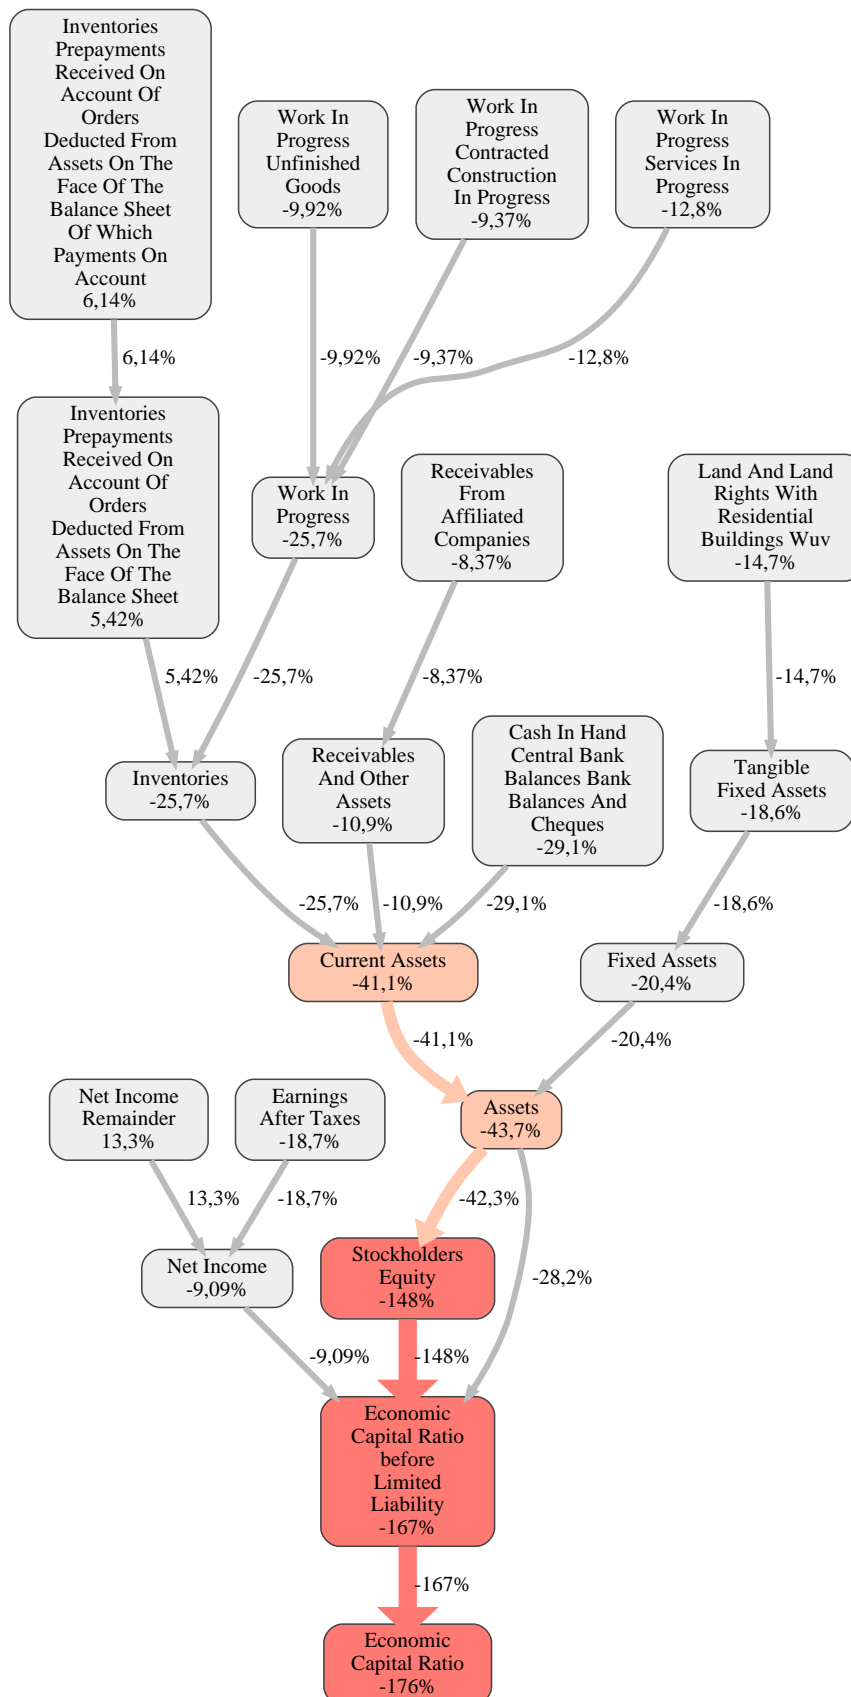 Inventories
Prepayments
Received On
Account Of
Orders
Deducted From
Assets On The
Face Of The
Balance Sheet
Of Which
Payments On
Account
6,14%
Work In
Progress
Unfinished
Goods
-9,92%
Work In
Progress
Contracted
Construction
In Progress
-9,37%
Work In
Progress
Services In
Progress
-12,8%
6,14%
-9,92%
-9,37%
-12,8%
Inventories
Prepayments
Received On
Account Of
Orders
Deducted From
Assets On The
Face Of The
Balance Sheet
5,42%
Work In
Progress
-25,7%
Receivables
From
Affiliated
Companies
-8,37%
Land And Land
Rights With
Residential
Buildings Wuv
-14,7%
5,42%
-25,7%
-8,37%
-14,7%
Inventories
-25,7%
Receivables
And Other
Assets
-10,9%
Cash In Hand
Central Bank
Balances Bank
Balances And
Cheques
-29,1%
Tangible
Fixed Assets
-18,6%
-25,7%
-10,9%
-29,1%
-18,6%
Current Assets
-41,1%
Fixed Assets
-20,4%
-41,1%
-20,4%
Net Income
Remainder
13,3%
Earnings
After Taxes
-18,7%
Assets
-43,7%
13,3%
-18,7%
-42,3%
-28,2%
Net Income
-9,09%
Stockholders
Equity
-148%
-9,09%
-148%
Economic
Capital Ratio
before
Limited
Liability
-167%
-167%
Economic
Capital Ratio
-176%